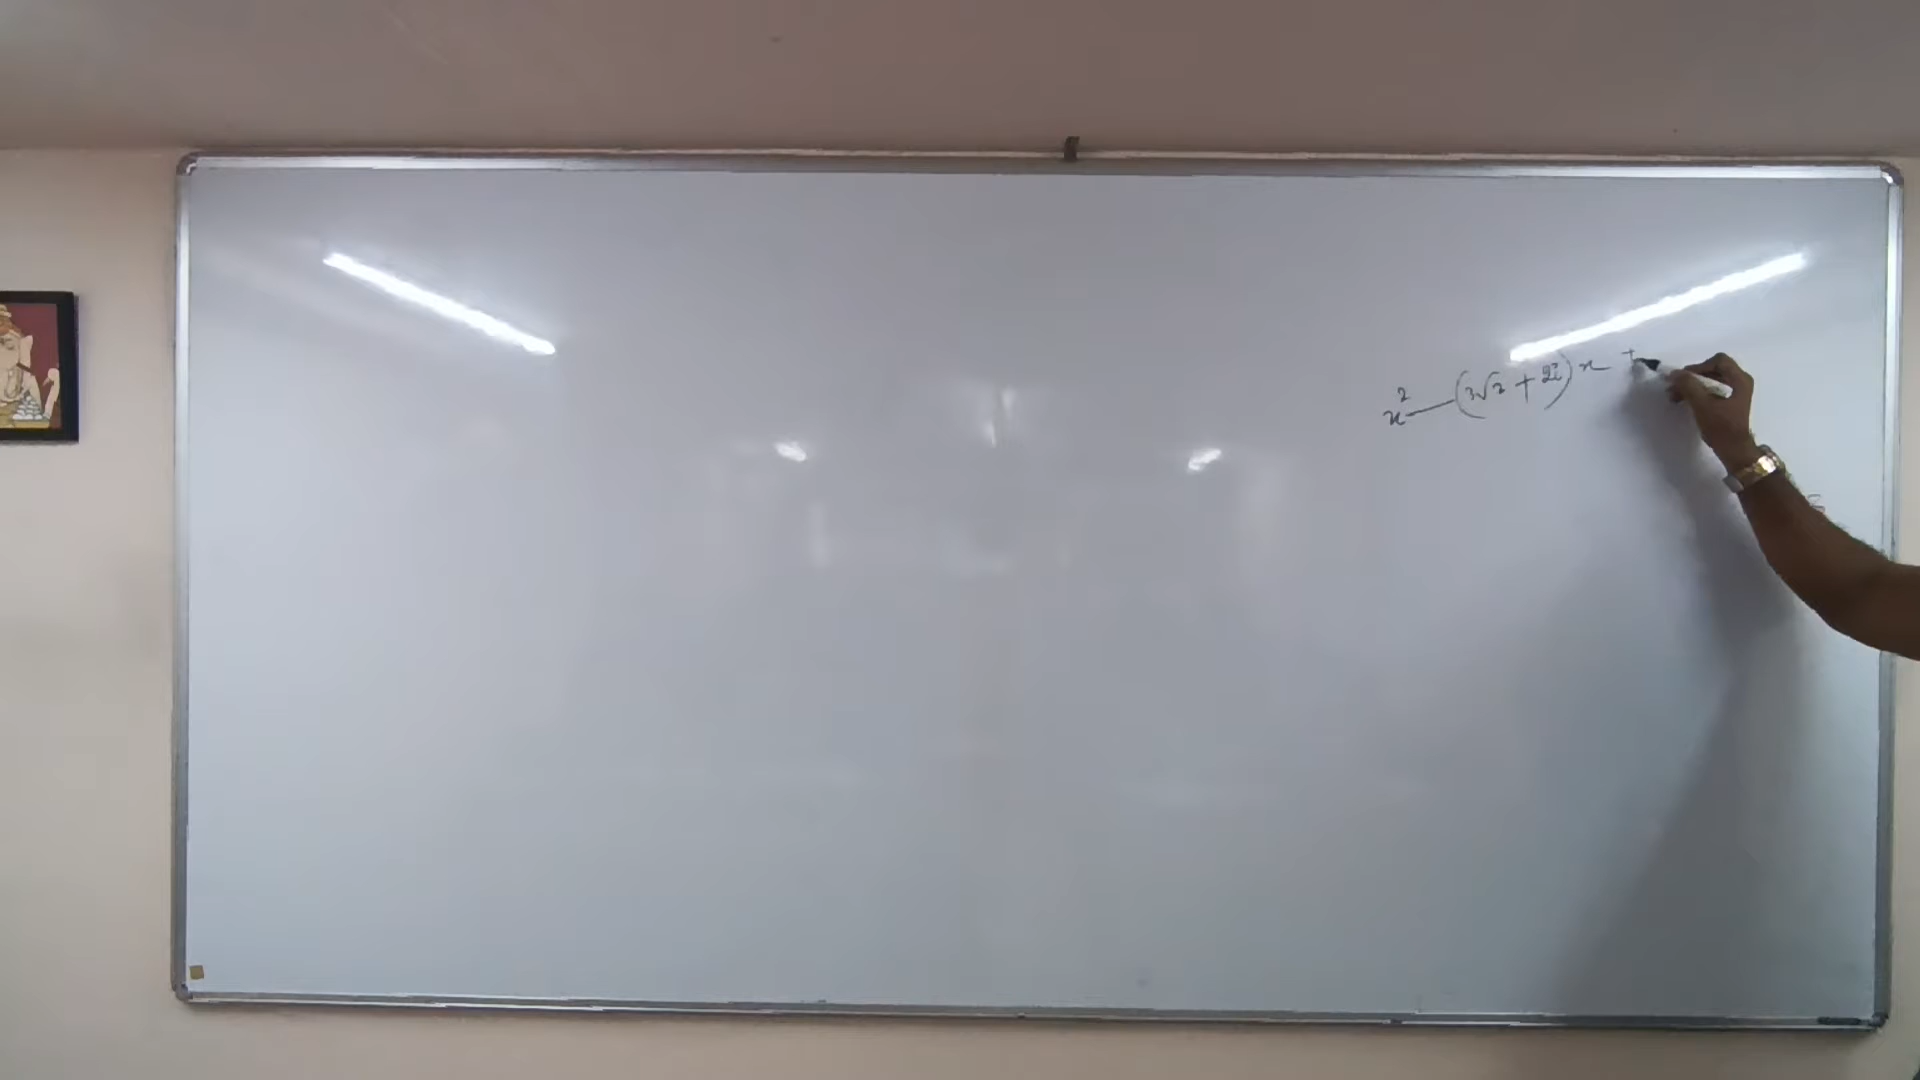 x² — (3√2 + 2i) x +